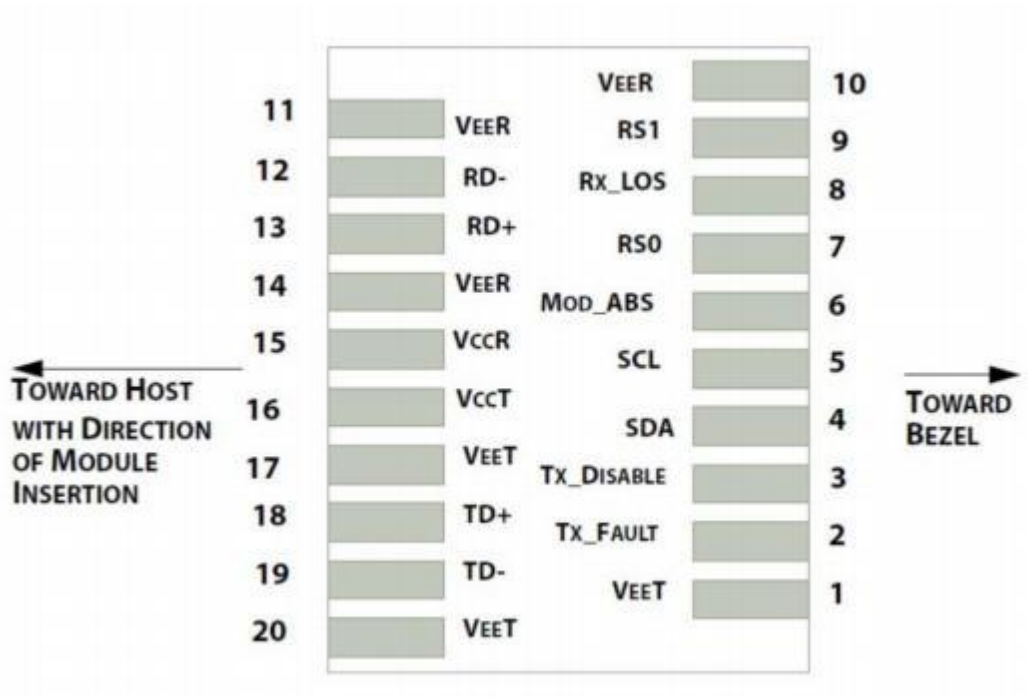 11 VEER
12 RD-
13 RD+
14 VEER
15 VCCR
16 VCCT
17 VEET
18 TD+
19 TD-
20 VEET
VEER 10
RS1 9
RX_LOS 8
RS0 7
MOD_ABS 6
SCL 5
SDA 4
TX_DISABLE 3
TX_FAULT 2
VEET 1
TOWARD HOST
WITH DIRECTION
OF MODULE
INSERTION
TOWARD
BEZEL